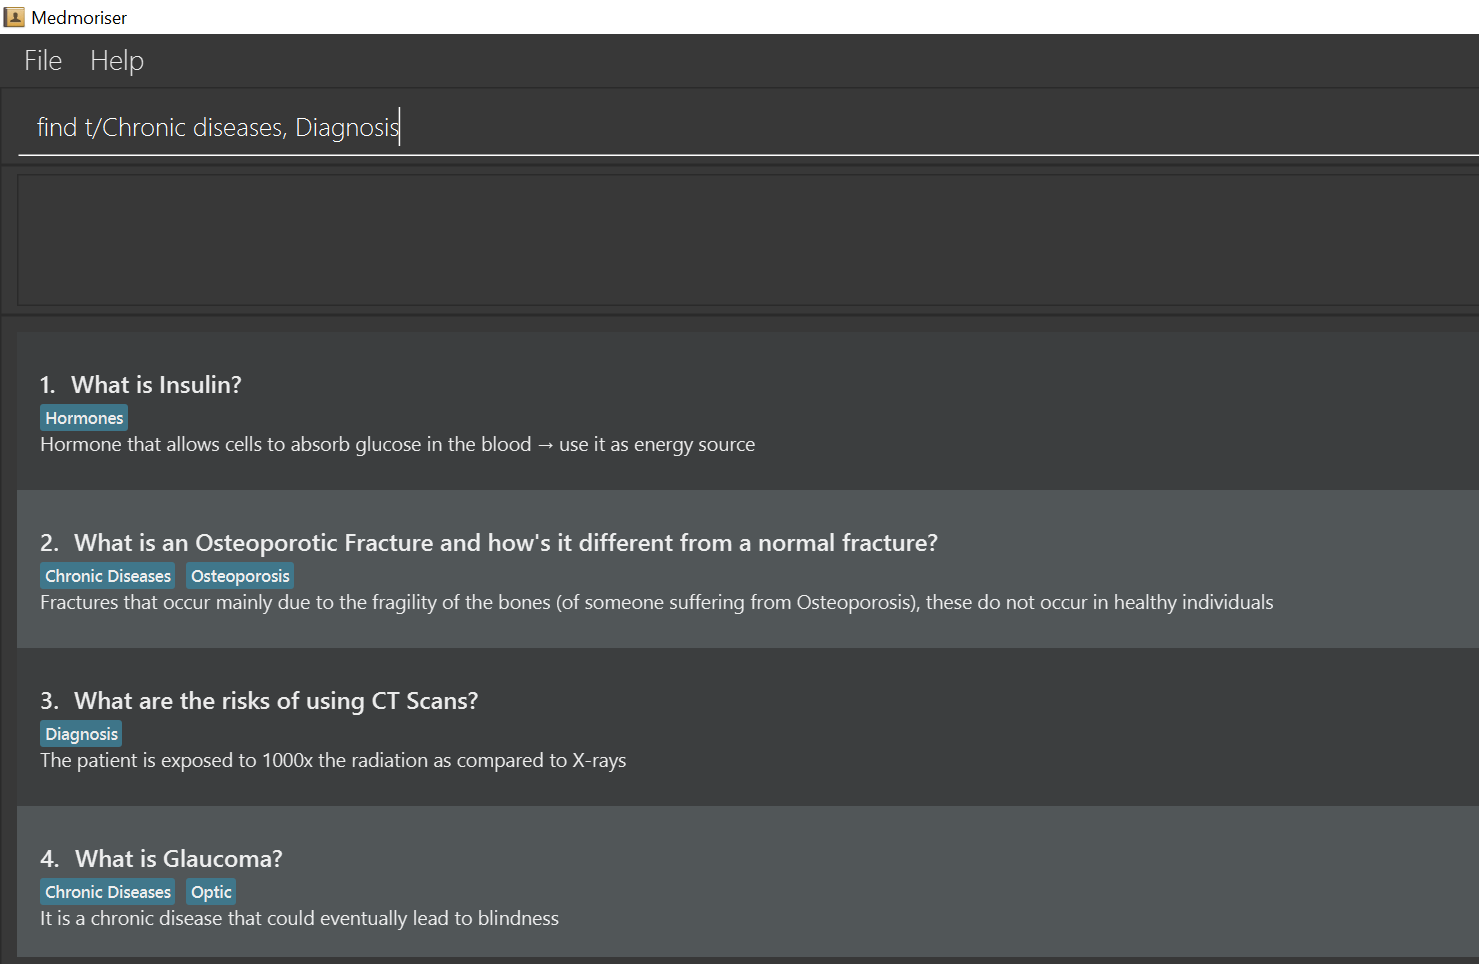 Medmoriser
File Help
find t/Chronic diseases, Diagnosis
1. What is Insulin?
Hormones
Hormone that allows cells to absorb glucose in the blood → use it as energy source
2. What is an Osteoporotic Fracture and how's it different from a normal fracture?
Chronic Diseases Osteoporosis
Fractures that occur mainly due to the fragility of the bones (of someone suffering from Osteoporosis), these do not occur in healthy individuals
3. What are the risks of using CT Scans?
Diagnosis
The patient is exposed to 1000x the radiation as compared to X-rays
4. What is Glaucoma?
Chronic Diseases Optic
It is a chronic disease that could eventually lead to blindness